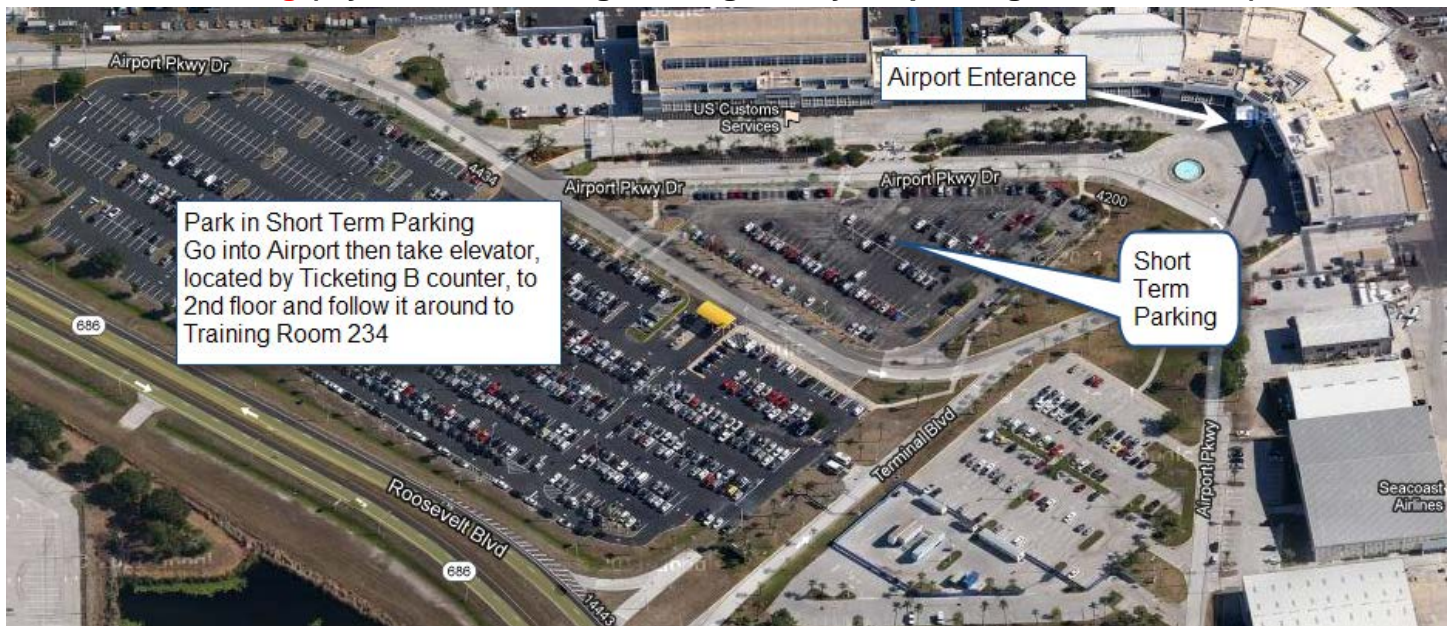 Airport Pkwy Dr
Airport Enterance
US Customs
Services
4434
Airport Pkwy Dr
Airport Pkwy Dr
4200
Park in Short Term Parking
Go into Airport then take elevator,
located by Ticketing B counter, to
2nd floor and follow it around to
Training Room 234
Short
Term
Parking
686
Terminal Blvd
Airport Pkwy
Seacoast
Airlines
Roosevelt Blvd
686
14443